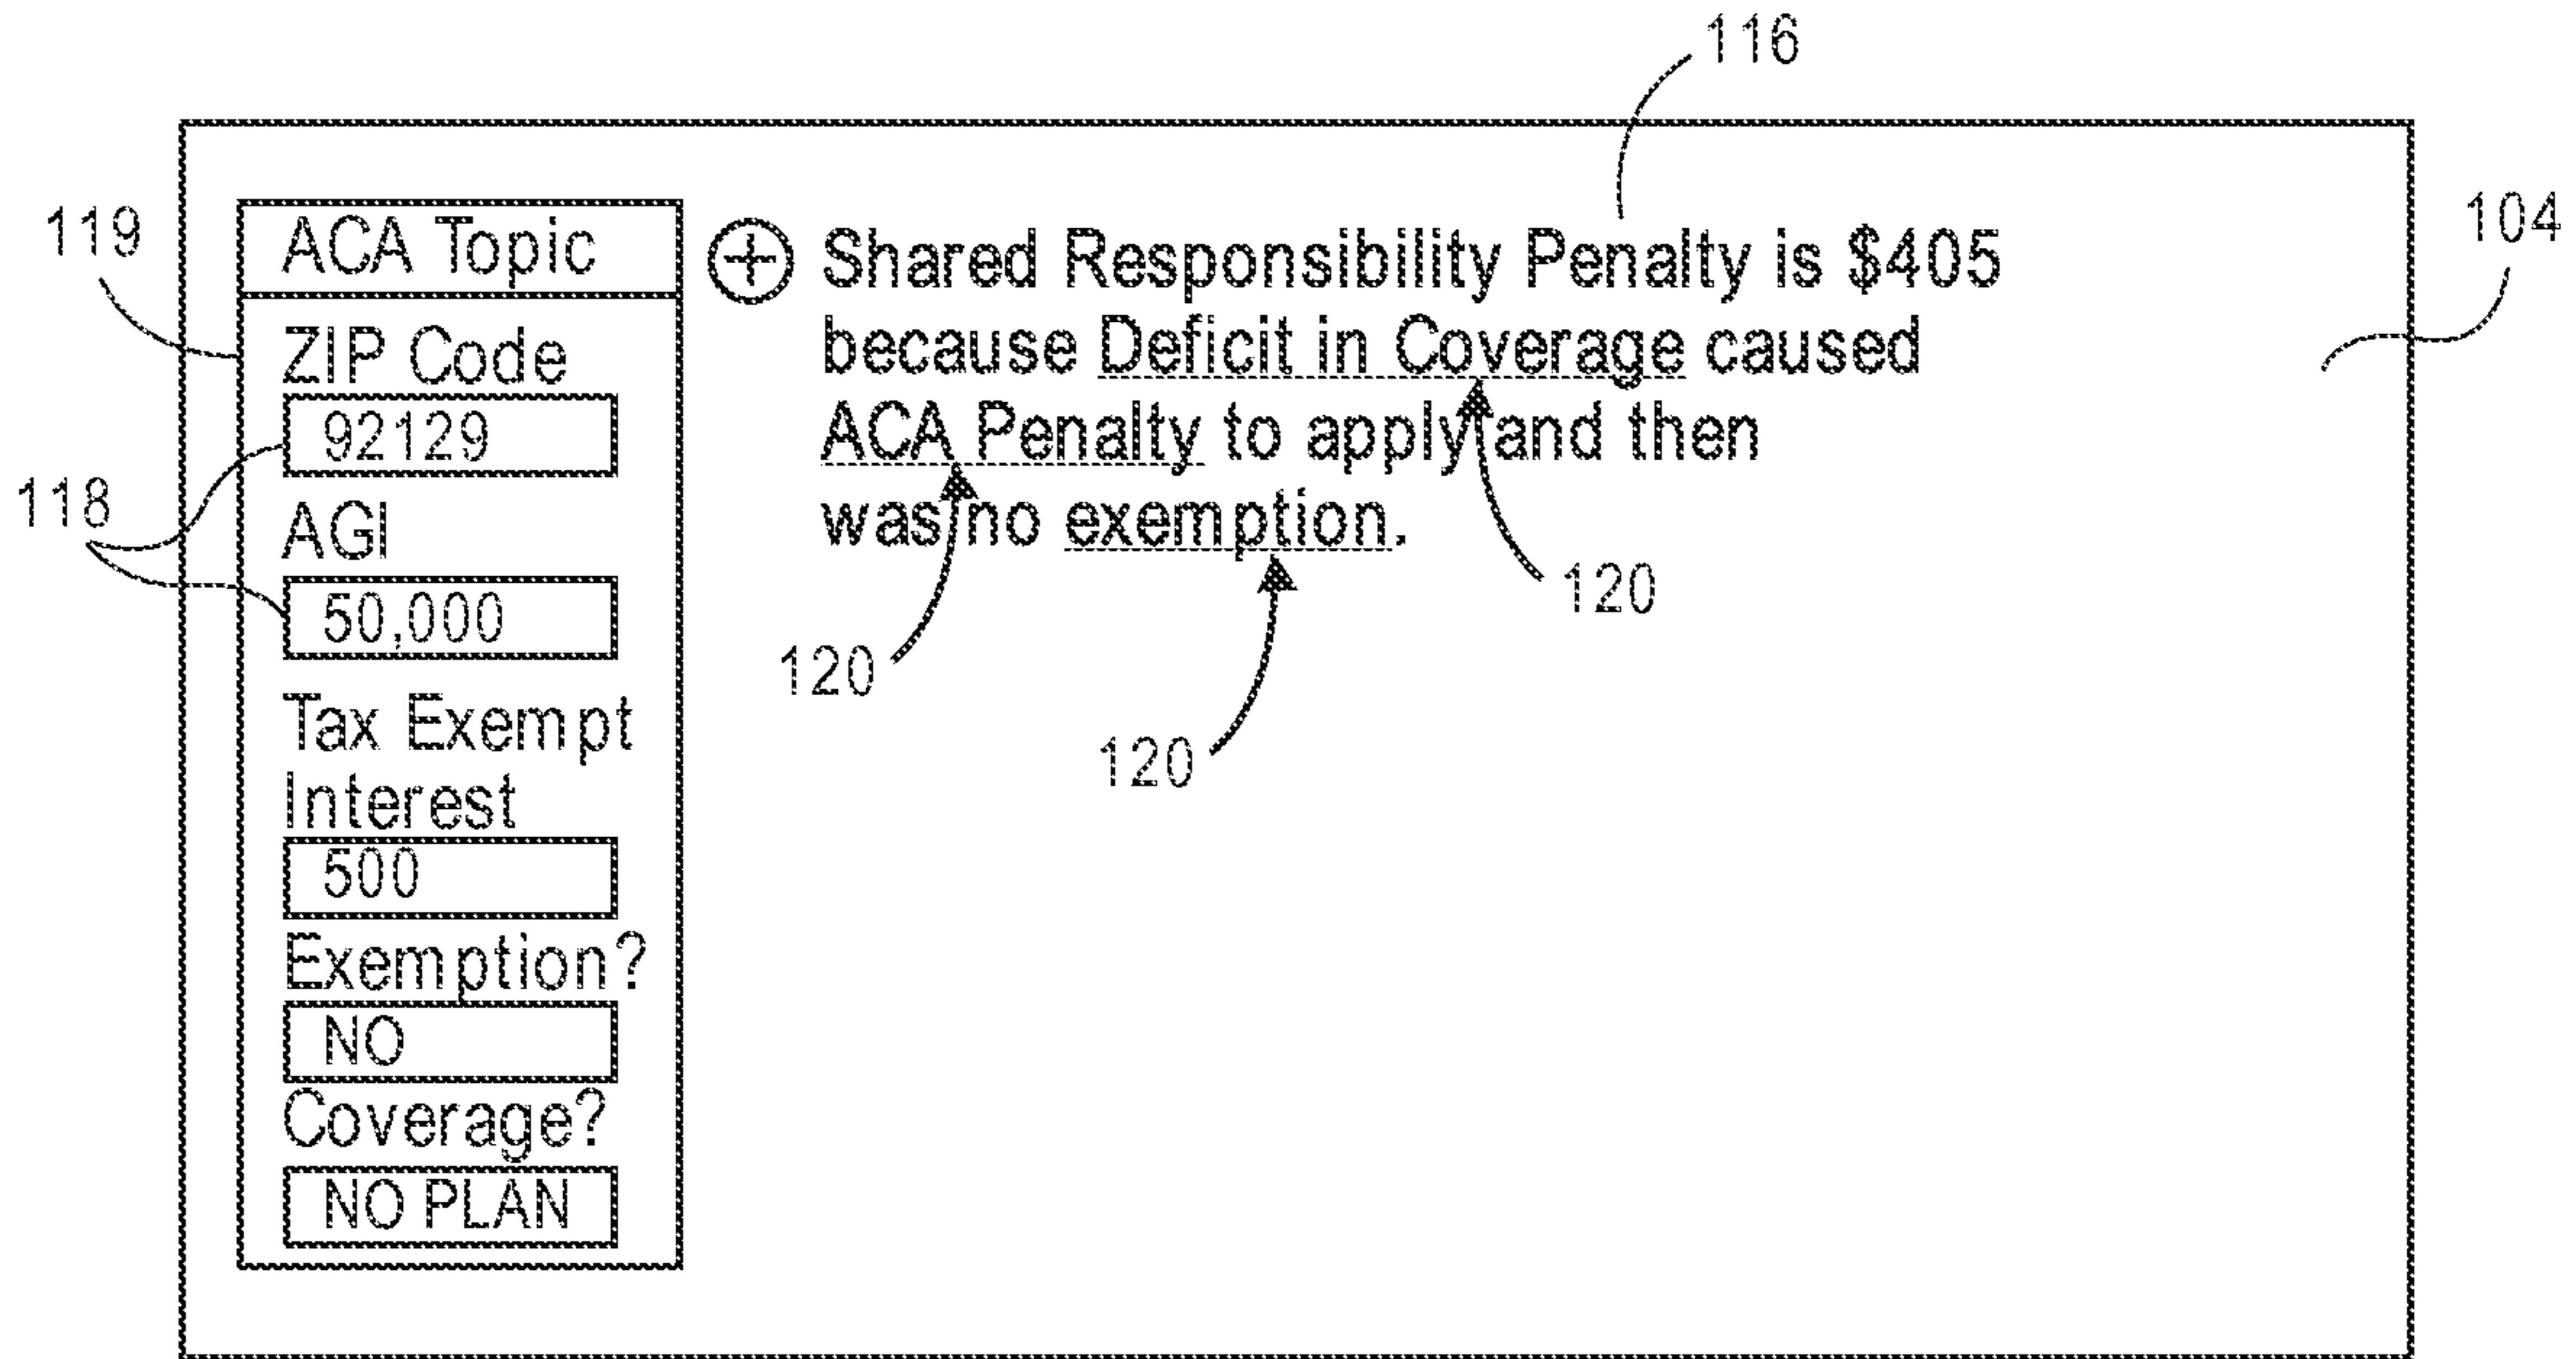 116
119
ACA Topic
Shared Responsibility Penalty is $405
104
ZIP Code
because Deficit in Coverage caused
92129
ACA Penalty to apply and then
118
AGI
was no exemption.
50,000
120
120
Tax Exempt
Interest
120
500
Exemption?
NO
Coverage?
NO PLAN